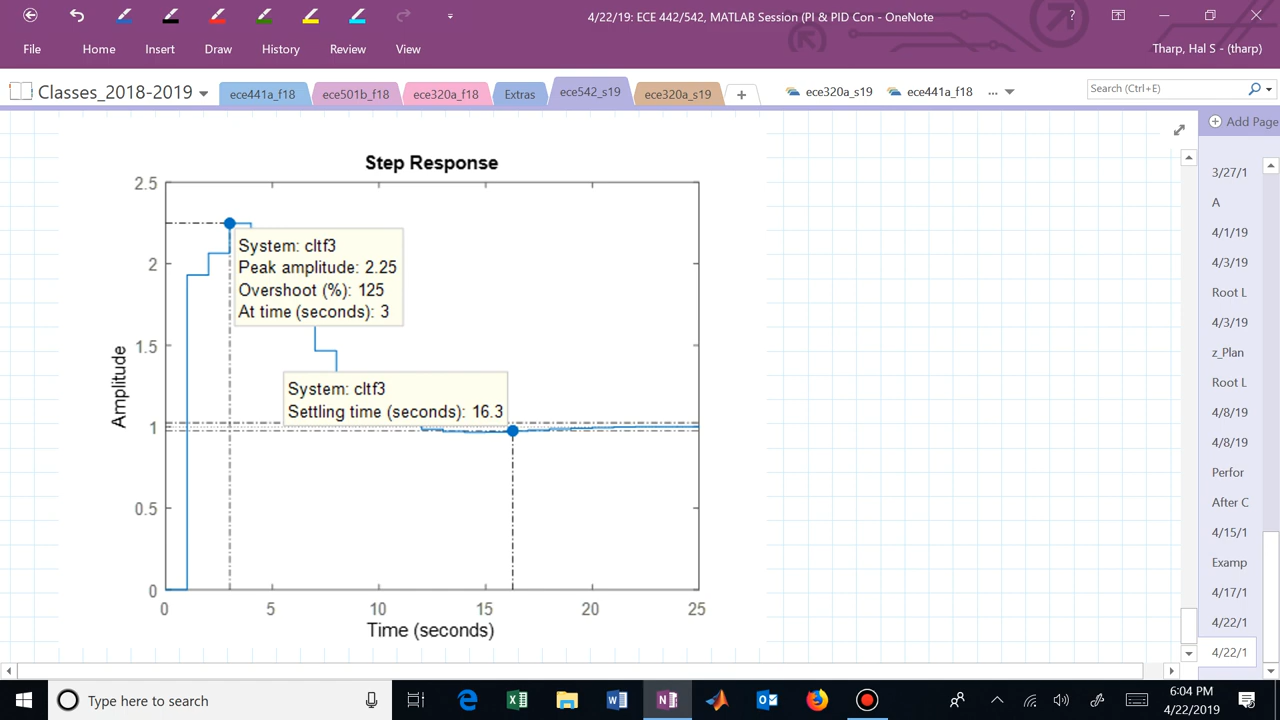 4/22/19: ECE 442/542, MATLAB Session (PI & PID Con - OneNote
?
File Home Insert Draw History Review View
Tharp, Hal S - (tharp)
Classes_2018-2019
ece441a_f18
ece501b_f18
ece320a_f18
Extras
ece542_s19
ece320a_s19
+
ece320a_s19
ece441a_f18
...
Search (Ctrl+E)
Add Page
3/27/1
A
4/1/19
4/3/19
Root L
4/3/19
z_Plan
Root L
4/8/19
4/8/19
Perfor
After C
4/15/1
Examp
4/17/1
4/22/1
4/22/1
Step Response
2.5
2
1.5
1
0.5
0
Amplitude
System: cltf3
Peak amplitude: 2.25
Overshoot (%): 125
At time (seconds): 3
System: cltf3
Settling time (seconds): 16.3
0 5 10 15 20 25
Time (seconds)
Type here to search
6:04 PM
4/22/2019